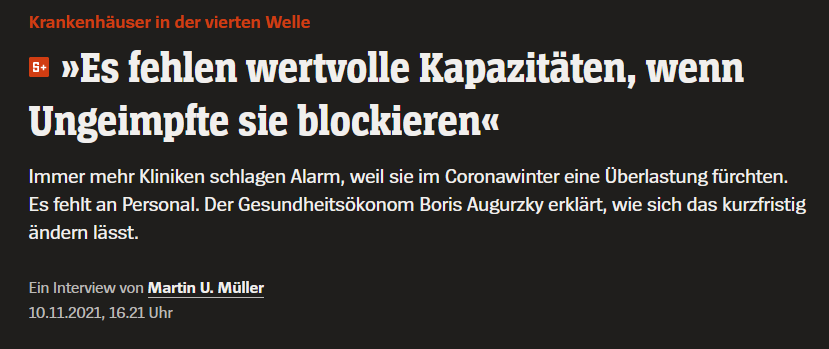 Krankenhäuser in der vierten Welle
S+ »Es fehlen wertvolle Kapazitäten, wenn
Ungeimpfte sie blockieren«
Immer mehr Kliniken schlagen Alarm, weil sie im Coronawinter eine Überlastung fürchten.
Es fehlt an Personal. Der Gesundheitsökonom Boris Augurzky erklärt, wie sich das kurzfristig
ändern lässt.
Ein Interview von Martin U. Müller
10.11.2021, 16.21 Uhr